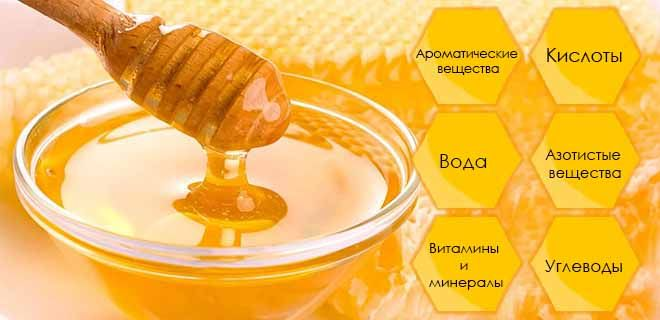 Ароматические
вещества
Кислоты
Вода
Азотистые
вещества
Витамины
и
минералы
Углеводы